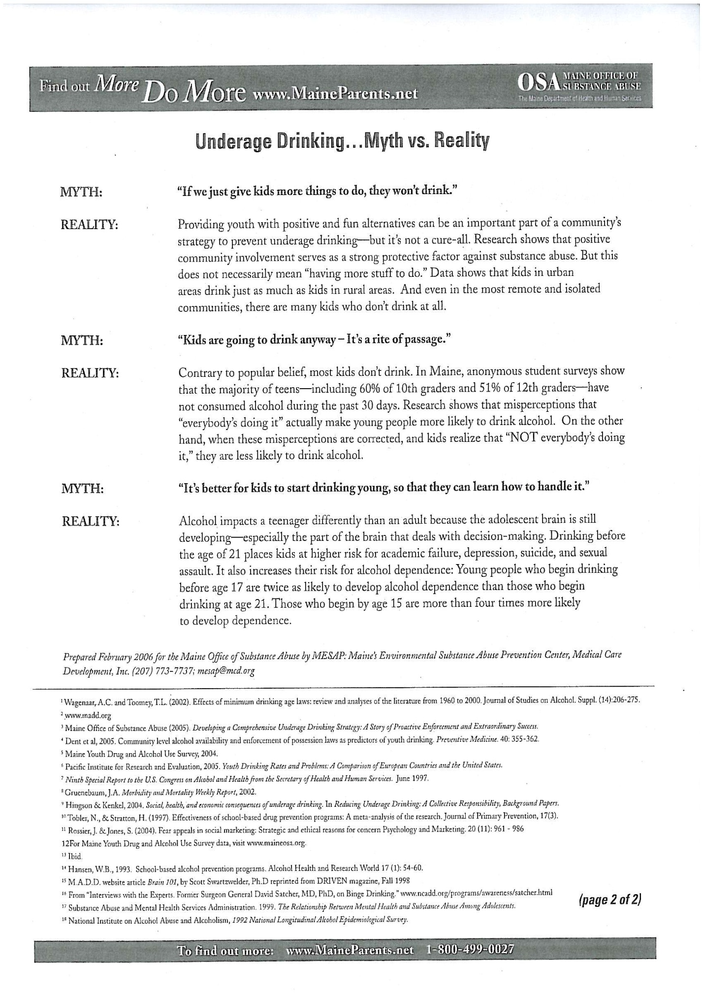 Find out More Do More www.MaineParents.net
OSA MAINE OFFICE OF SUBSTANCE ABUSE
The Maine Department of Health and Human Services
Underage Drinking...Myth vs. Reality
MYTH: “If we just give kids more things to do, they won’t drink.”
REALITY: Providing youth with positive and fun alternatives can be an important part of a community’s
strategy to prevent underage drinking—but it’s not a cure-all. Research shows that positive
community involvement serves as a strong protective factor against substance abuse. But this
does not necessarily mean “having more stuff to do.” Data shows that kids in urban
areas drink just as much as kids in rural areas. And even in the most remote and isolated
communities, there are many kids who don’t drink at all.
MYTH: “Kids are going to drink anyway – It’s a rite of passage.”
REALITY: Contrary to popular belief, most kids don’t drink. In Maine, anonymous student surveys show
that the majority of teens—including 60% of 10th graders and 51% of 12th graders—have
not consumed alcohol during the past 30 days. Research shows that misperceptions that
“everybody’s doing it” actually make young people more likely to drink alcohol. On the other
hand, when these misperceptions are corrected, and kids realize that “NOT everybody’s doing
it,” they are less likely to drink alcohol.
MYTH: “It’s better for kids to start drinking young, so that they can learn how to handle it.”
REALITY: Alcohol impacts a teenager differently than an adult because the adolescent brain is still
developing—especially the part of the brain that deals with decision-making. Drinking before
the age of 21 places kids at higher risk for academic failure, depression, suicide, and sexual
assault. It also increases their risk for alcohol dependence: Young people who begin drinking
before age 17 are twice as likely to develop alcohol dependence than those who begin
drinking at age 21. Those who begin by age 15 are more than four times more likely
to develop dependence.
Prepared February 2006 for the Maine Office of Substance Abuse by MESAP: Maine’s Environmental Substance Abuse Prevention Center, Medical Care
Development, Inc. (207) 773-7737; mesap@mcd.org
1 Wagenaar, A.C. and Toomey, T.L. (2002). Effects of minimum drinking age laws: review and analyses of the literature from 1960 to 2000. Journal of Studies on Alcohol. Suppl. (14):206-275.
2 www.madd.org
3 Maine Office of Substance Abuse (2005). Developing a Comprehensive Underage Drinking Strategy: A Story of Proactive Enforcement and Extraordinary Success.
4 Dent et al, 2005. Community level alcohol availability and enforcement of possession laws as predictors of youth drinking. Preventive Medicine. 40: 355-362.
5 Maine Youth Drug and Alcohol Use Survey, 2004.
6 Pacific Institute for Research and Evaluation, 2005. Youth Drinking Rates and Problems: A Comparison of European Countries and the United States.
7 Ninth Special Report to the U.S. Congress on Alcohol and Health from the Secretary of Health and Human Services. June 1997.
8 Gruenebaum, J.A. Morbidity and Mortality Weekly Report, 2002.
9 Hingson & Kenkel, 2004. Social, health, and economic consequences of underage drinking. In Reducing Underage Drinking: A Collective Responsibility, Background Papers.
10 Tobler, N., & Stratton, H. (1997). Effectiveness of school-based drug prevention programs: A meta-analysis of the research. Journal of Primary Prevention, 17(3).
11 Rossier, J. & Jones, S. (2004). Fear appeals in social marketing: Strategic and ethical reasons for concern Psychology and Marketing. 20 (11): 961 - 986
12For Maine Youth Drug and Alcohol Use Survey data, visit www.maineosa.org.
13 Ibid.
14 Hansen, W.B., 1993. School-based alcohol prevention programs. Alcohol Health and Research World 17 (1): 54-60.
15 M.A.D.D. website article Brain 101, by Scott Swartzwelder, Ph.D reprinted from DRIVEN magazine, Fall 1998
16 From “Interviews with the Experts. Former Surgeon General David Satcher, MD, PhD, on Binge Drinking.” www.ncadd.org/programs/awareness/satcher.html
17 Substance Abuse and Mental Health Services Administration. 1999. The Relationship Between Mental Health and Substance Abuse Among Adolescents.
18 National Institute on Alcohol Abuse and Alcoholism, 1992 National Longitudinal Alcohol Epidemiological Survey.
(page 2 of 2)
To find out more: www.MaineParents.net 1-800-499-0027